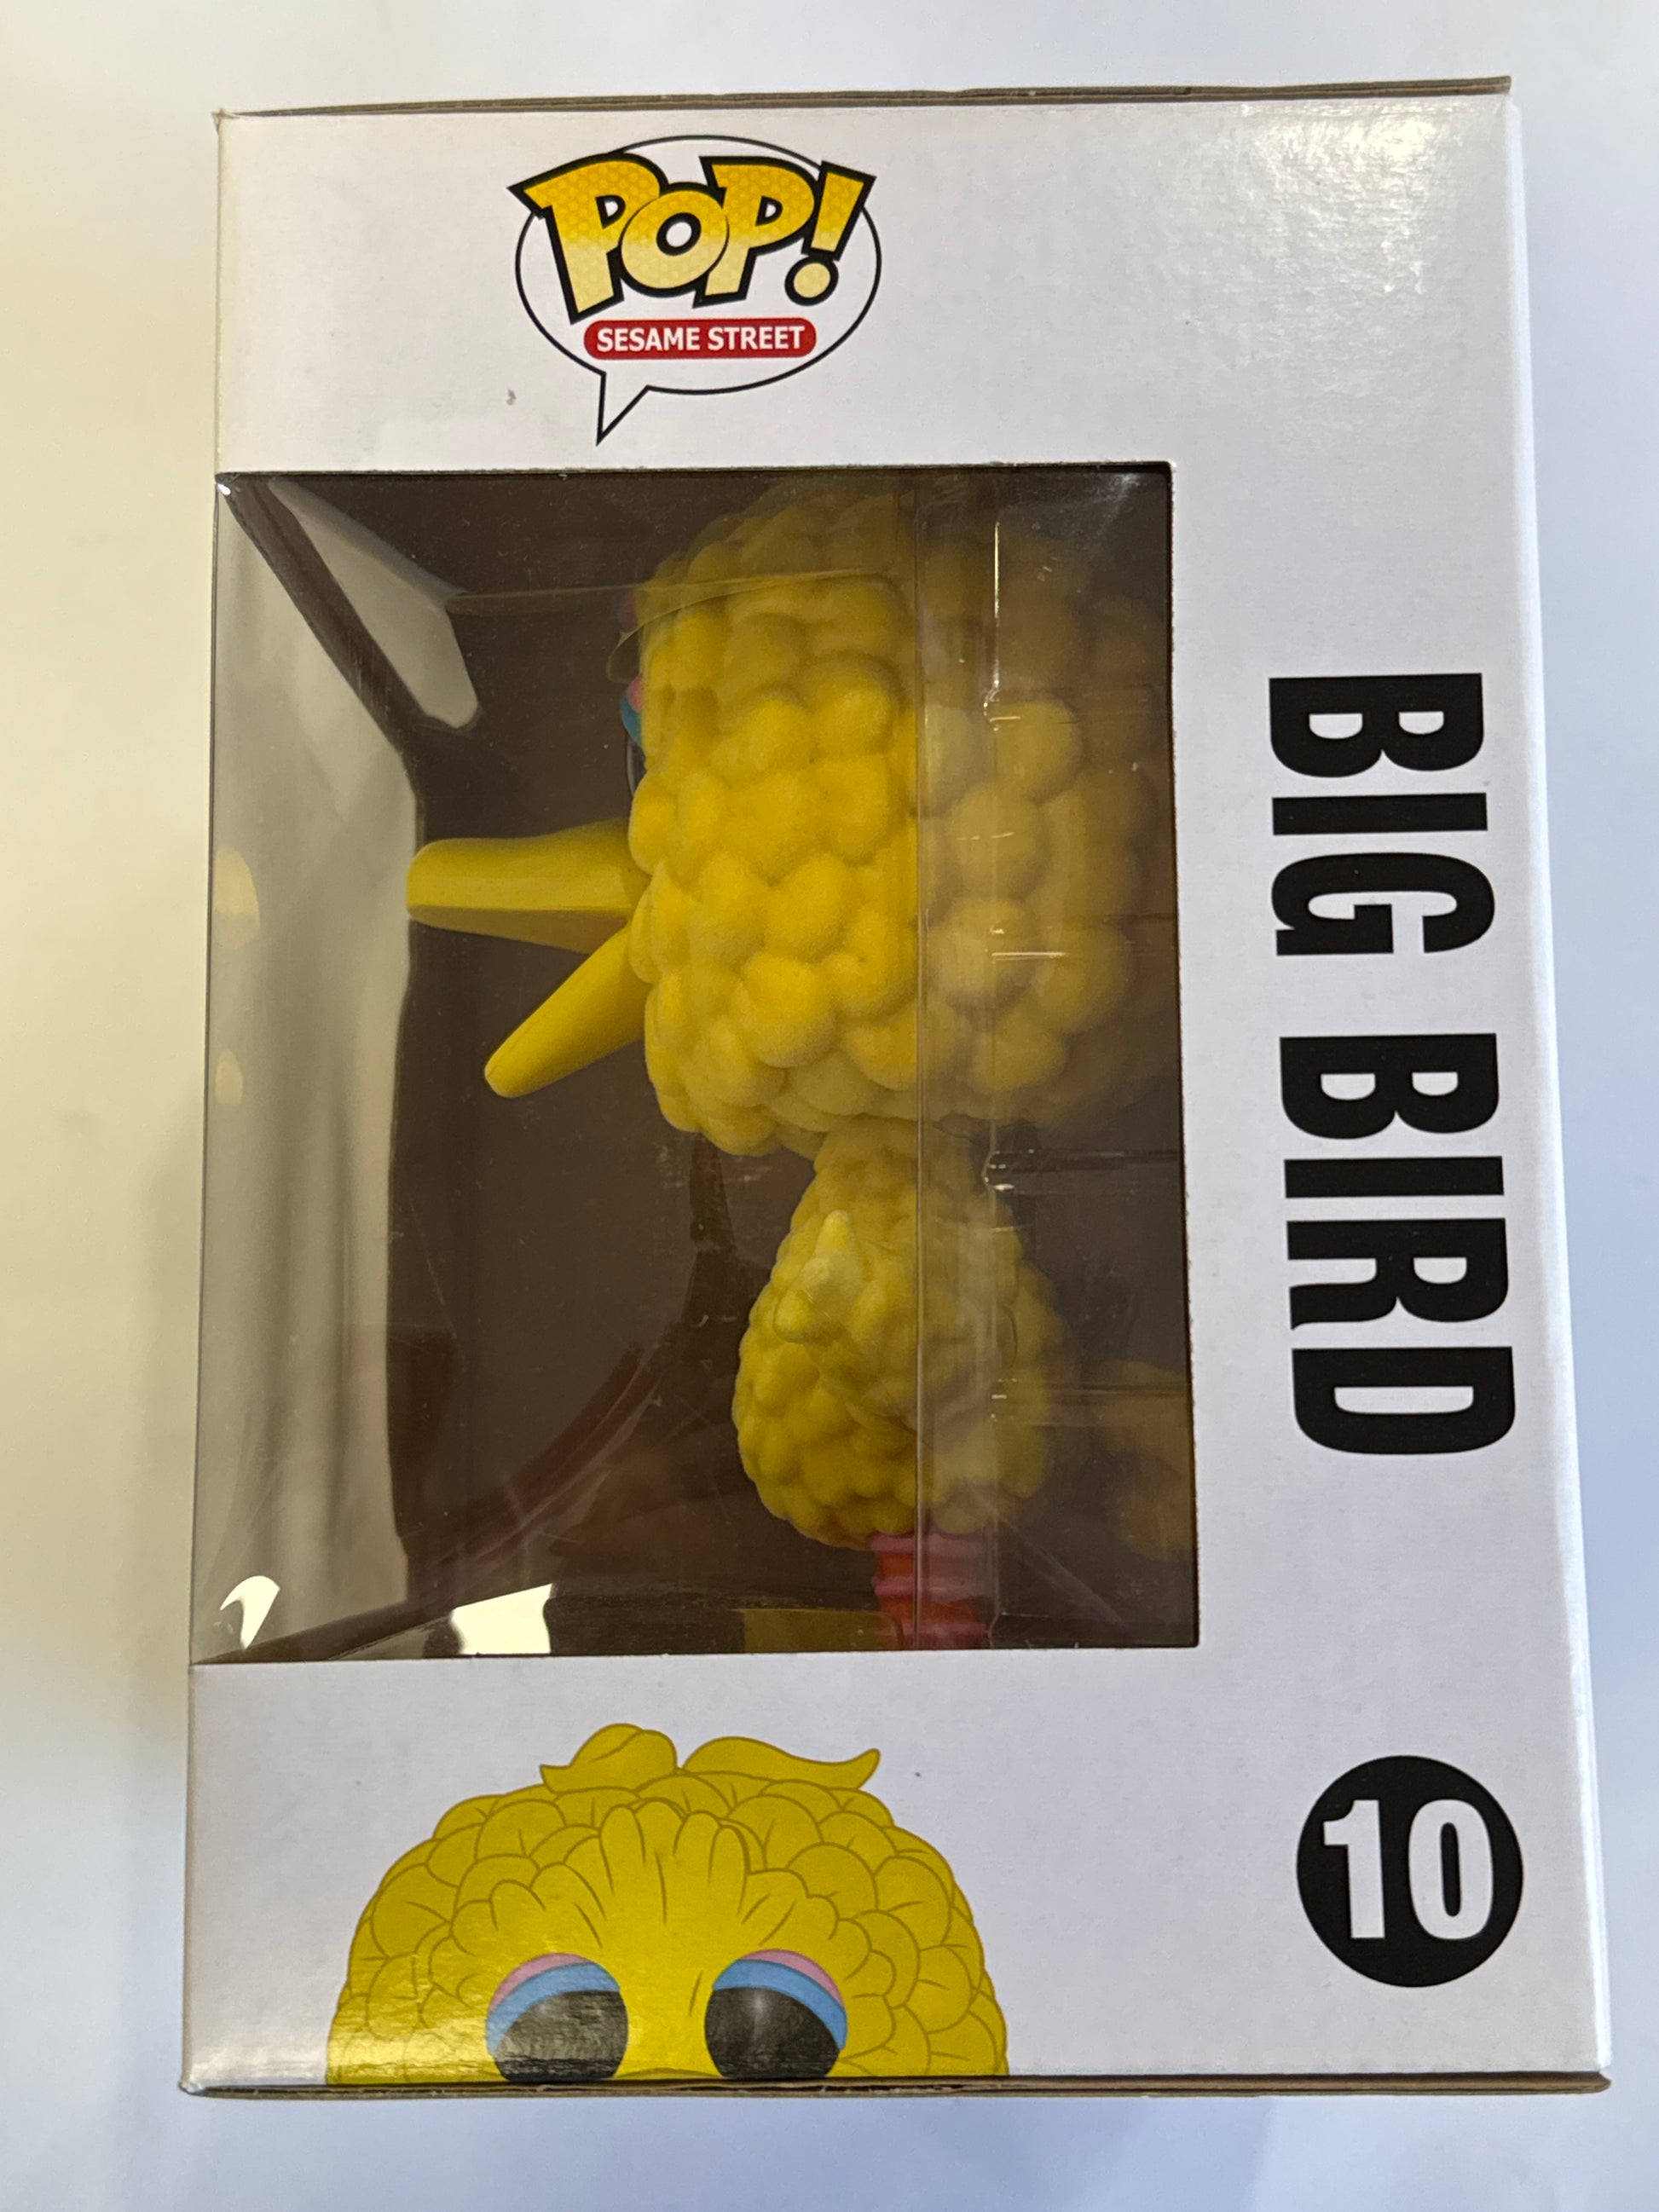 POP!
SESAME STREET
BIG BIRD
10